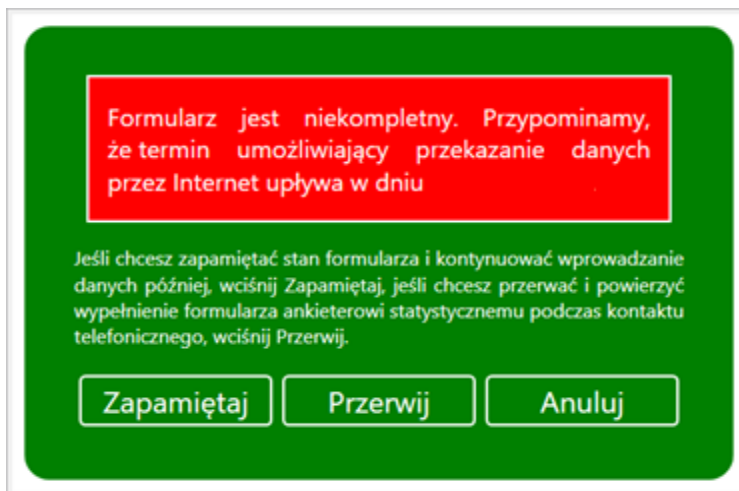 Formularz jest niekompletny. Przypominamy,
że termin umożliwiający przekazanie danych
przez Internet upływa w dniu
Jeśli chcesz zapamiętać stan formularza i kontynuować wprowadzanie
danych później, wciśnij Zapamiętaj, jeśli chcesz przerwać i powierzyć
wypełnienie formularza ankieterowi statystycznemu podczas kontaktu
telefonicznego, wciśnij Przerwij.
Zapamiętaj Przerwij Anuluj